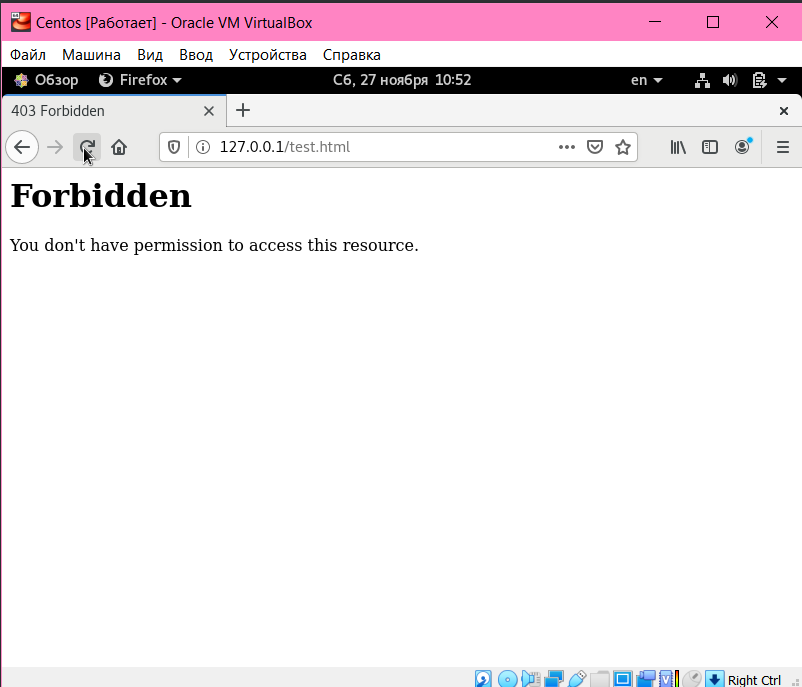 Centos [Работает] - Oracle VM VirtualBox
Файл Машина Вид Ввод Устройства Справка
Обзор Firefox Сб, 27 ноября 10:52 en
403 Forbidden
127.0.0.1/test.html
Forbidden
You don't have permission to access this resource.
Right Ctrl